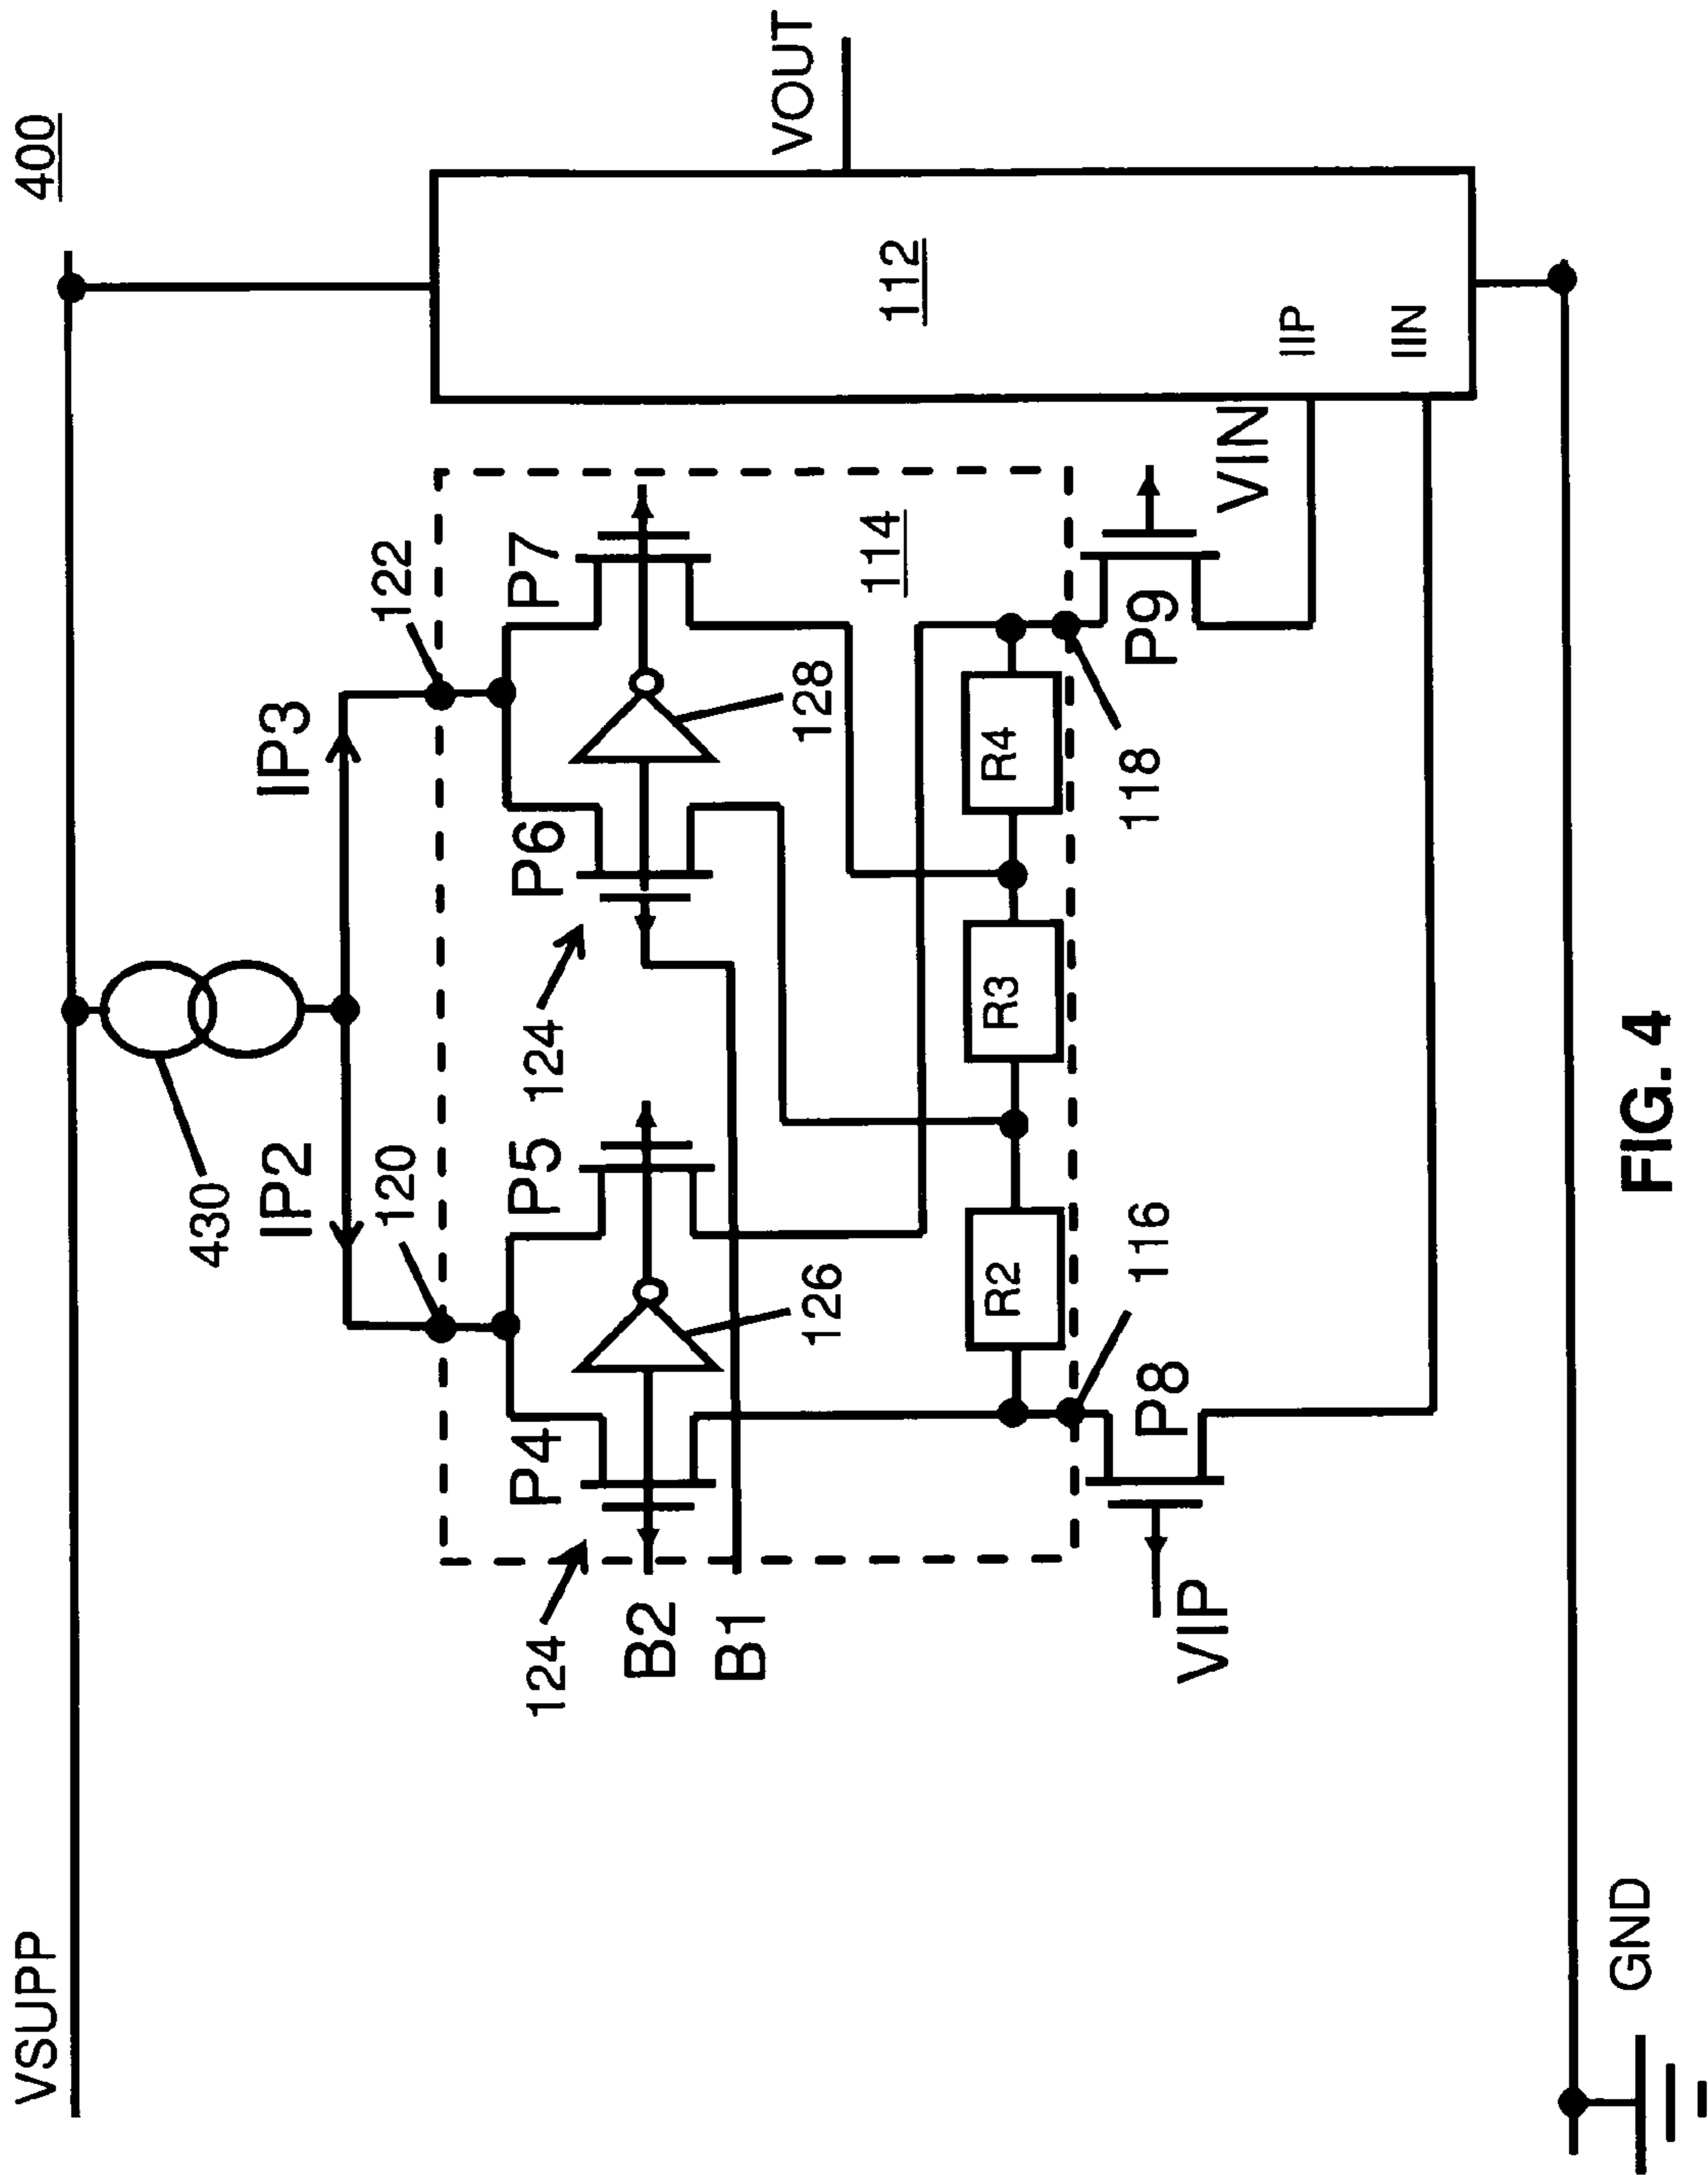 400
VSUPP
430
IP2
IP3
120
122
P4
P5
P6
P7
124
124
B2
B1
126
128
114
112
VOUT
R2
R3
R4
116
118
VIP
P8
P9
VIN
IIP
IIN
GND
FIG. 4